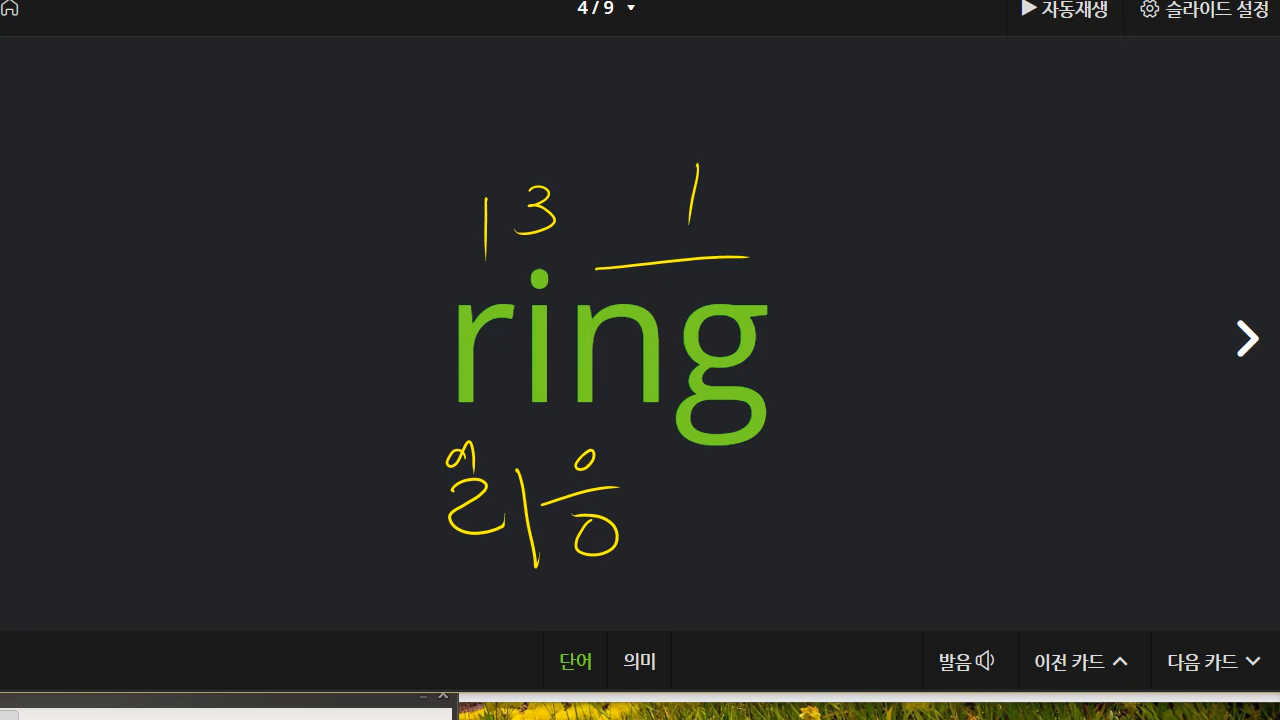 4 / 9
자동재생
슬라이드 설정
1 3 1
ring
단어
의미
발음
이전 카드
다음 카드